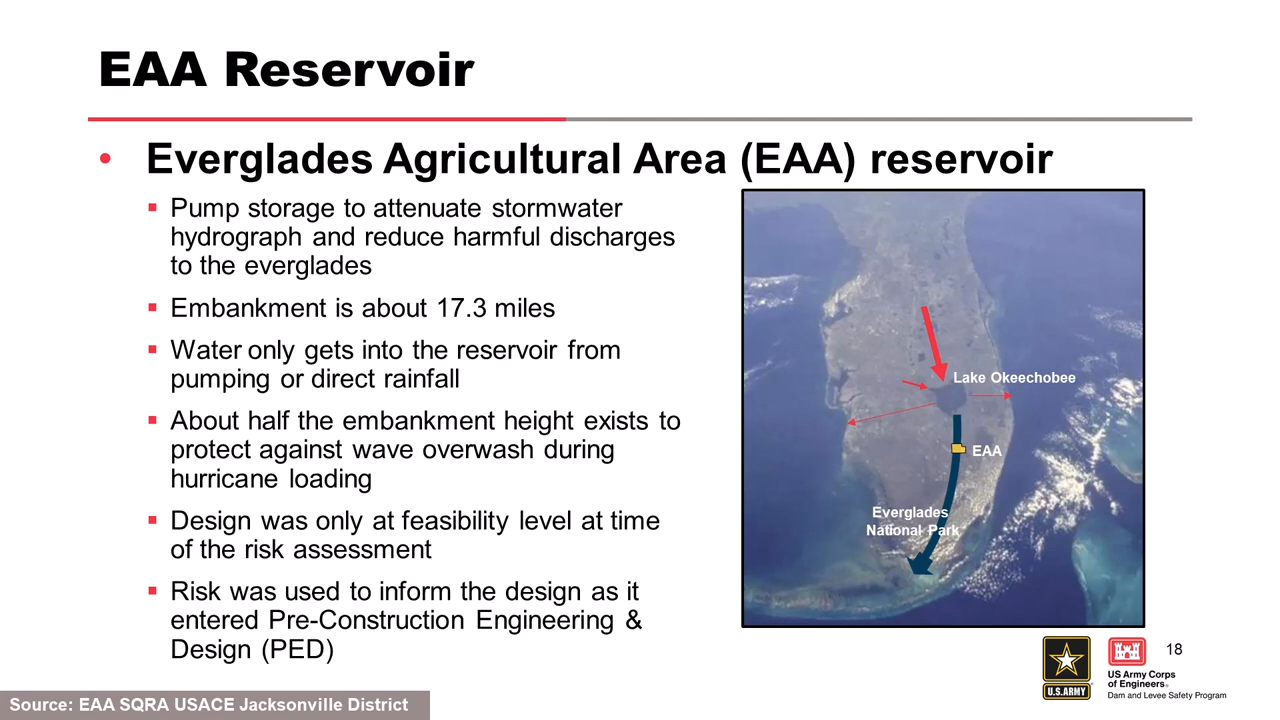 EAA Reservoir
• Everglades Agricultural Area (EAA) reservoir
▪ Pump storage to attenuate stormwater
hydrograph and reduce harmful discharges
to the everglades
▪ Embankment is about 17.3 miles
▪ Water only gets into the reservoir from
pumping or direct rainfall
▪ About half the embankment height exists to
protect against wave overwash during
hurricane loading
▪ Design was only at feasibility level at time
of the risk assessment
▪ Risk was used to inform the design as it
entered Pre-Construction Engineering &
Design (PED)
Lake Okeechobee
EAA
Everglades
National Park
U.S.ARMY
US Army Corps
of Engineers®
Dam and Levee Safety Program
18
Source: EAA SQRA USACE Jacksonville District